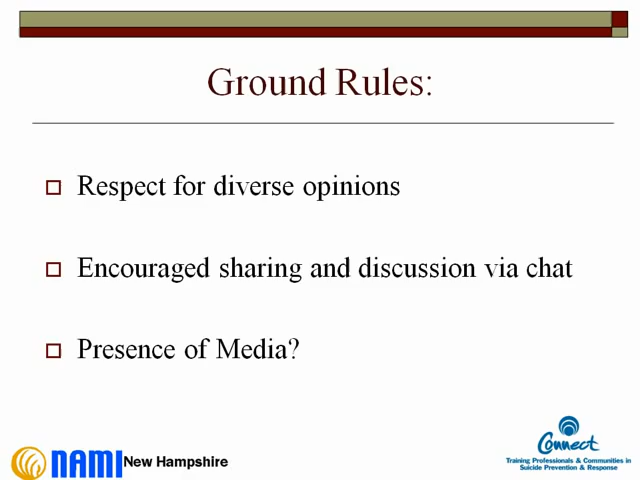 Ground Rules:
Respect for diverse opinions
Encouraged sharing and discussion via chat
Presence of Media?
NAMI New Hampshire
Connect
Training Professionals & Communities in
Suicide Prevention & Response